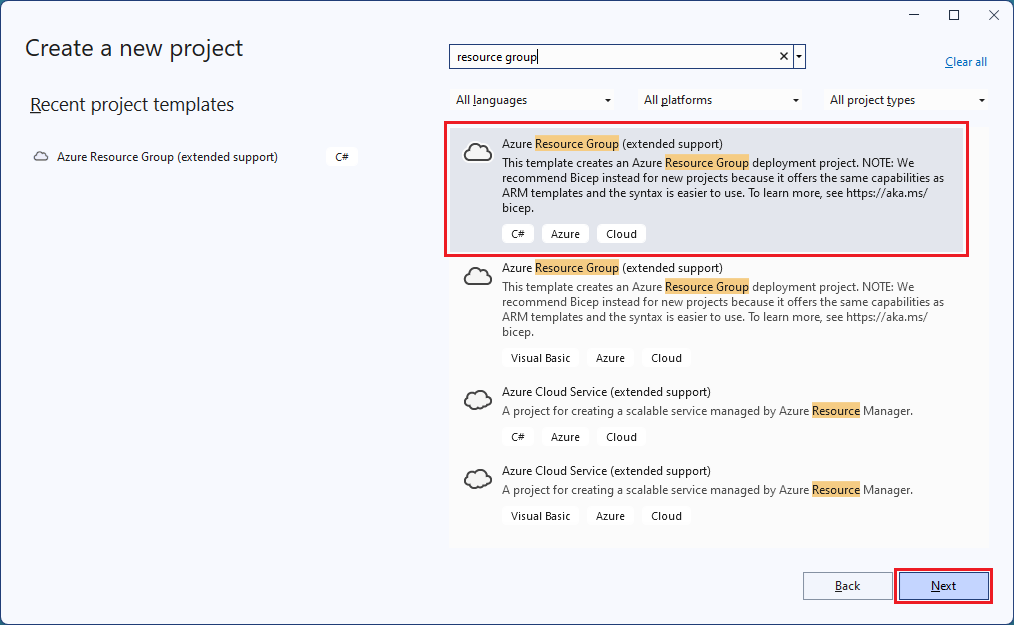 Create a new project
resource group
Clear all
Recent project templates
Azure Resource Group (extended support)
C#
All languages
All platforms
All project types
Azure Resource Group (extended support)
This template creates an Azure Resource Group deployment project. NOTE: We
recommend Bicep instead for new projects because it offers the same capabilities as
ARM templates and the syntax is easier to use. To learn more, see https://aka.ms/
bicep.
C#
Azure
Cloud
Azure Resource Group (extended support)
This template creates an Azure Resource Group deployment project. NOTE: We
recommend Bicep instead for new projects because it offers the same capabilities as
ARM templates and the syntax is easier to use. To learn more, see https://aka.ms/
bicep.
Visual Basic
Azure
Cloud
Azure Cloud Service (extended support)
A project for creating a scalable service managed by Azure Resource Manager.
C#
Azure
Cloud
Azure Cloud Service (extended support)
A project for creating a scalable service managed by Azure Resource Manager.
Visual Basic
Azure
Cloud
Back
Next